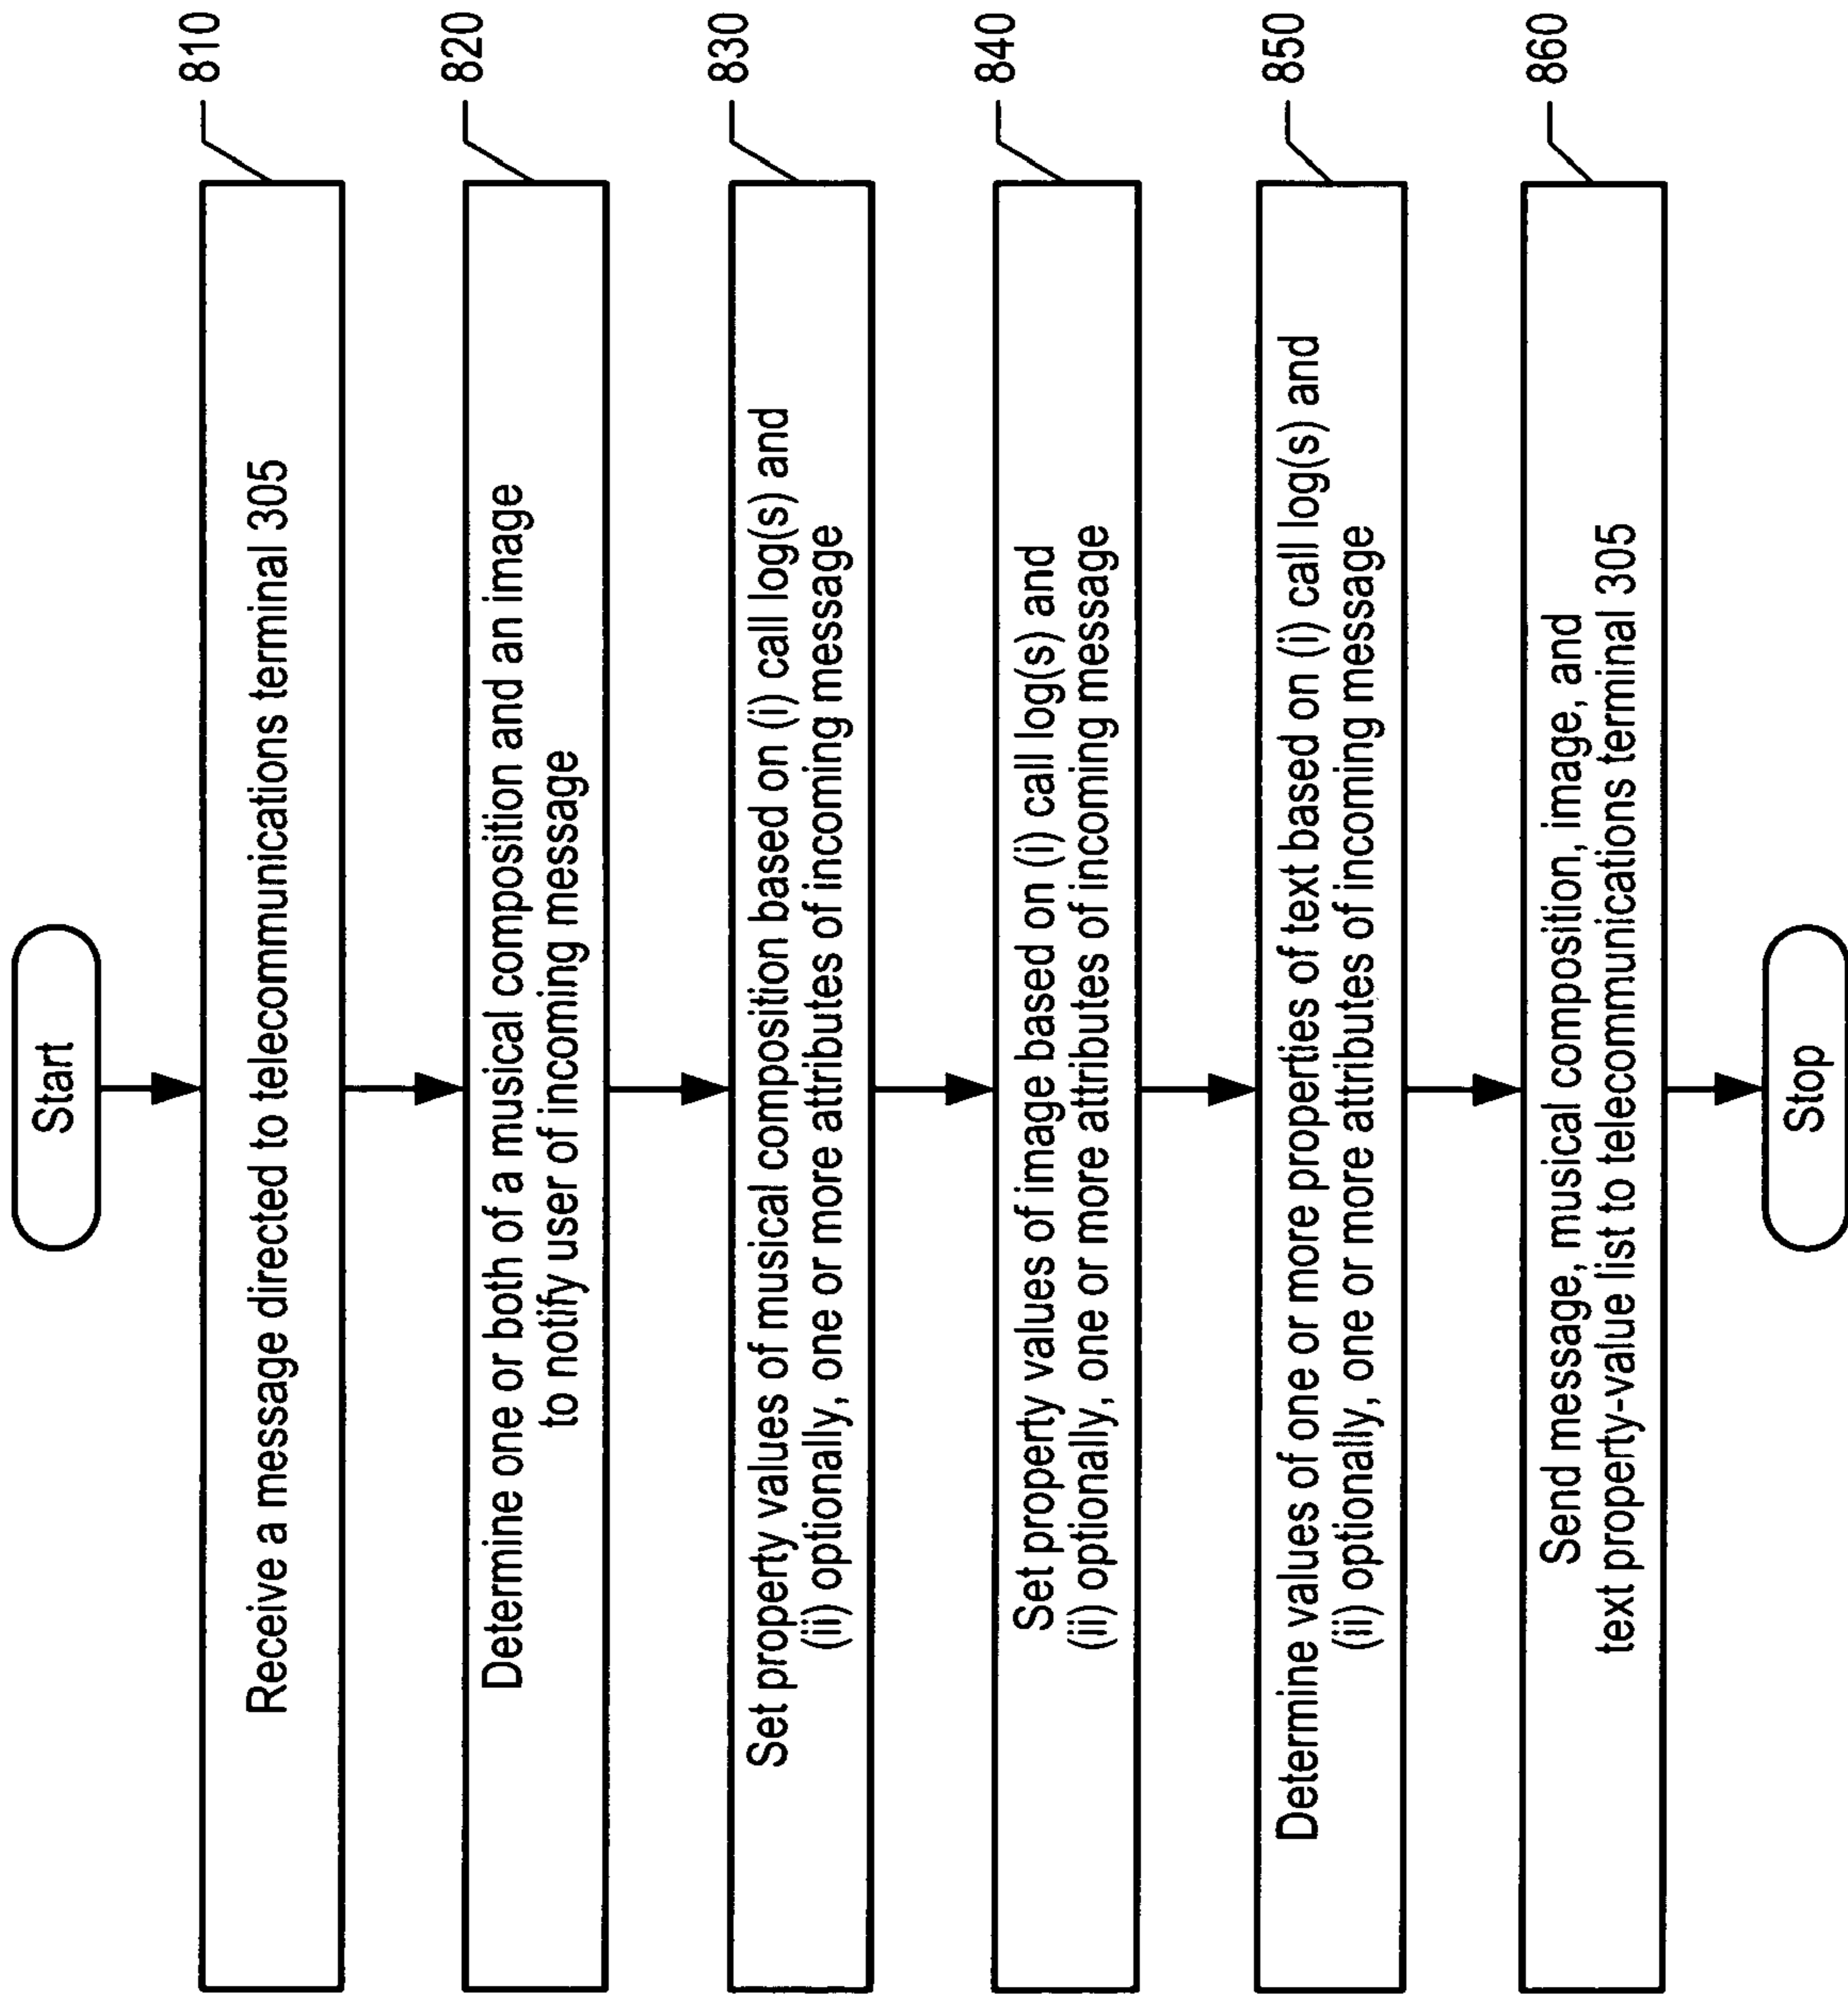 Start
Receive a message directed to telecommunications terminal 305
810
Determine one or both of a musical composition and an image
to notify user of incoming message
820
Set property values of musical composition based on (i) call log(s) and
(ii) optionally, one or more attributes of incoming message
830
Set property values of image based on (i) call log(s) and
(ii) optionally, one or more attributes of incoming message
840
Determine values of one or more properties of text based on (i) call log(s) and
(ii) optionally, one or more attributes of incoming message
850
Send message, musical composition, image, and
text property-value list to telecommunications terminal 305
860
Stop